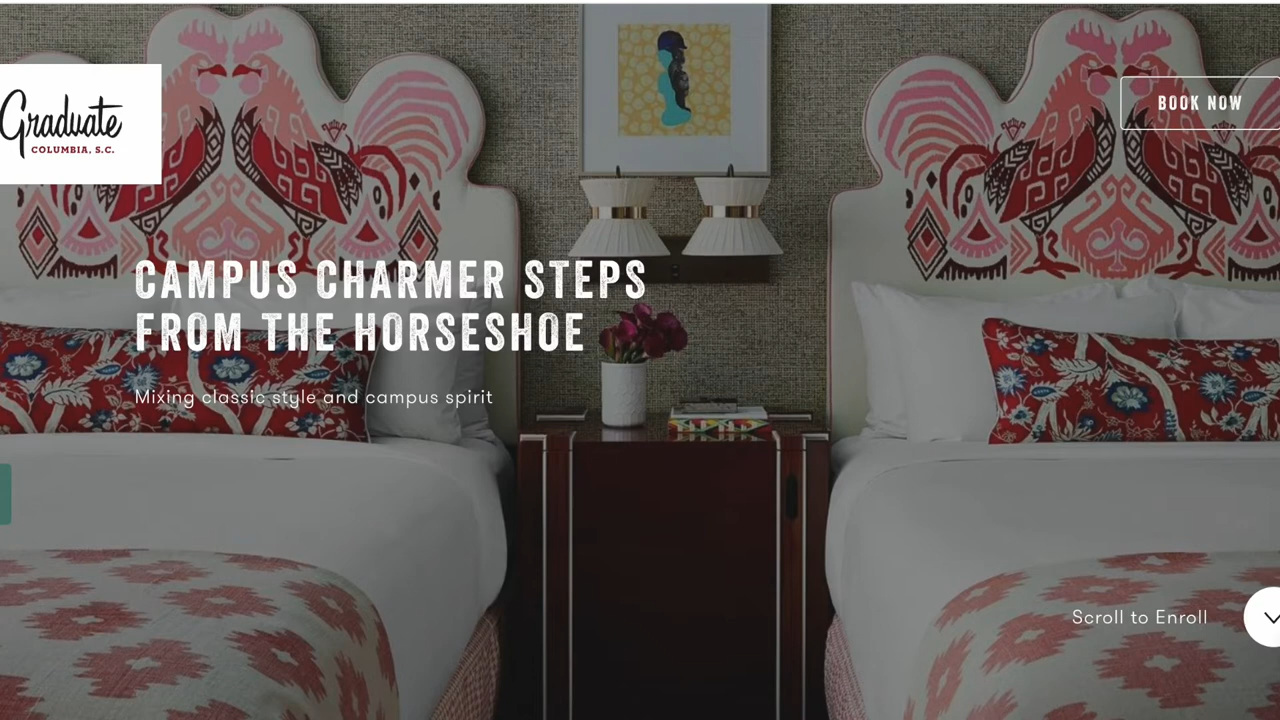 Graduate
COLUMBIA, S.C.
BOOK NOW
CAMPUS CHARMER STEPS
FROM THE HORSESHOE
Mixing classic style and campus spirit
Scroll to Enroll